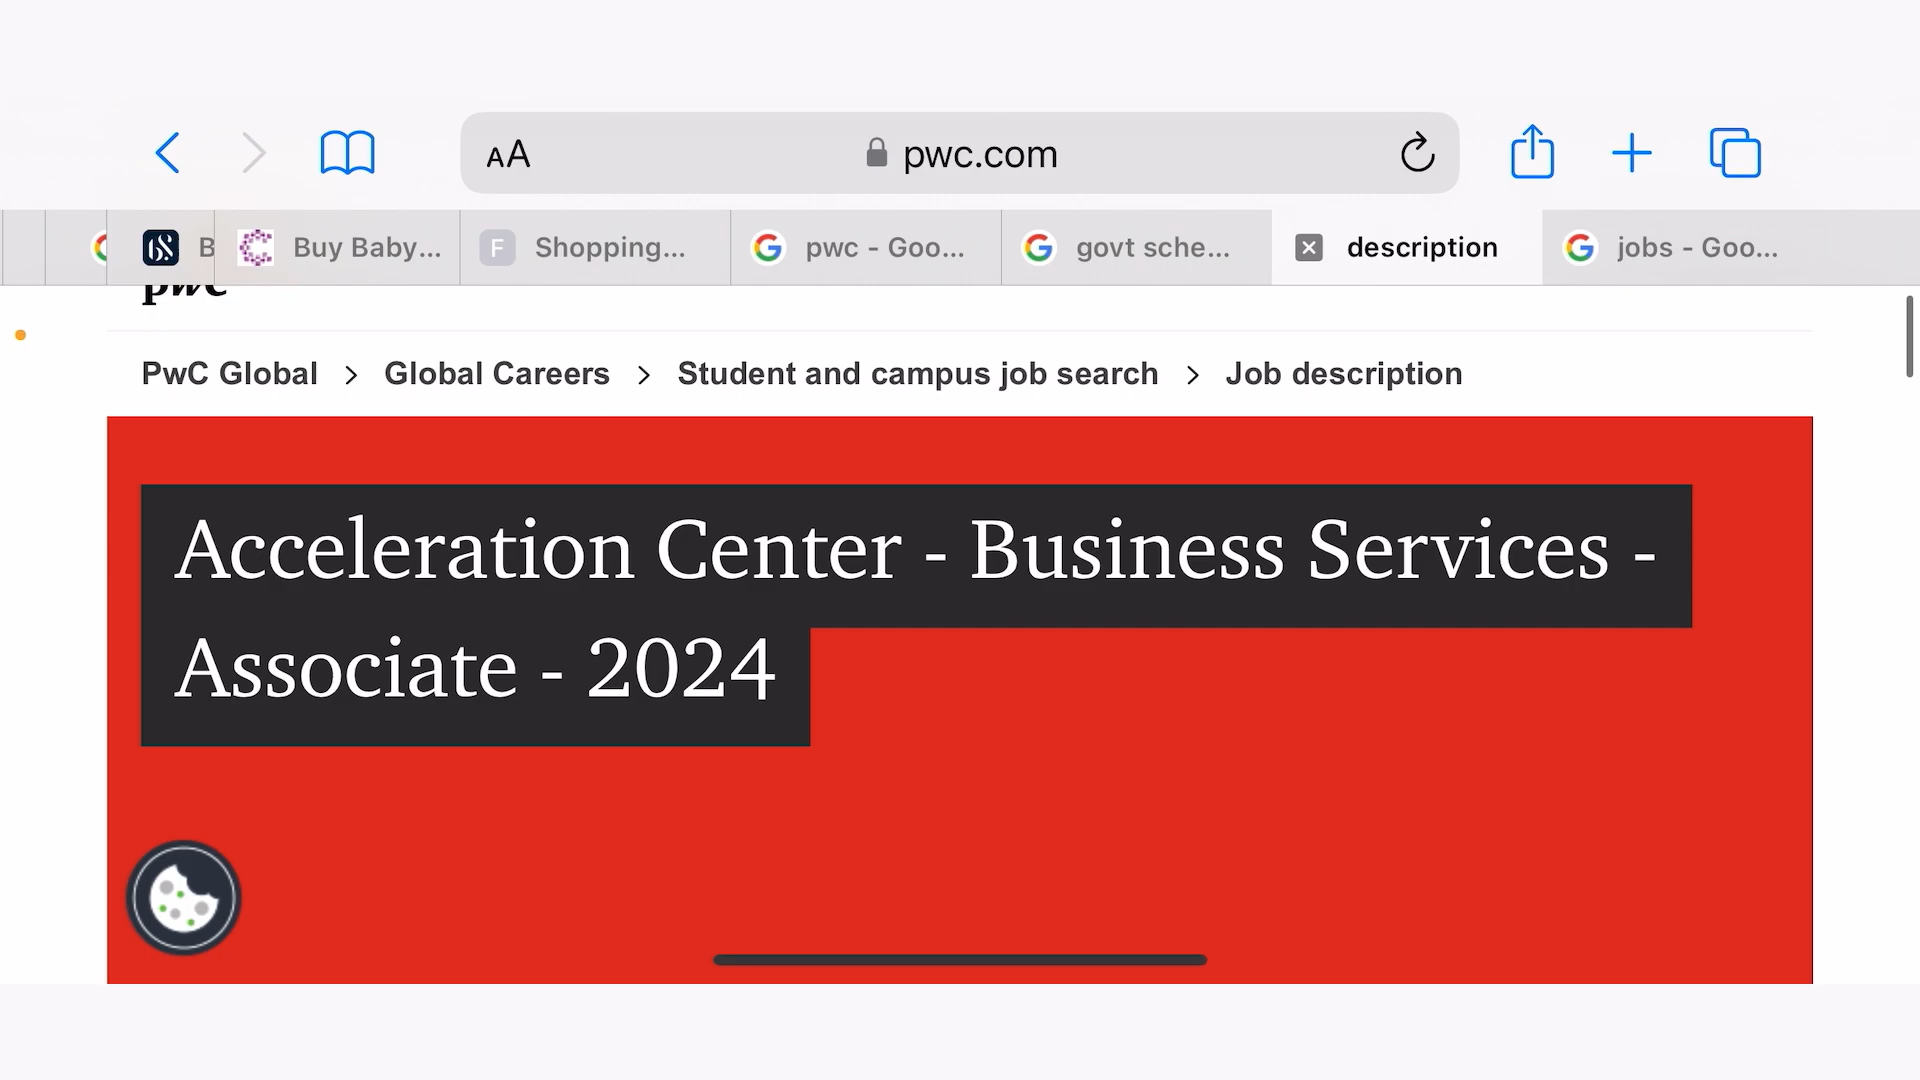 AA pwc.com
B Buy Baby... F Shopping... pwc - Goo... govt sche... description jobs - Goo...
pwc
PwC Global > Global Careers > Student and campus job search > Job description
Acceleration Center - Business Services -
Associate - 2024